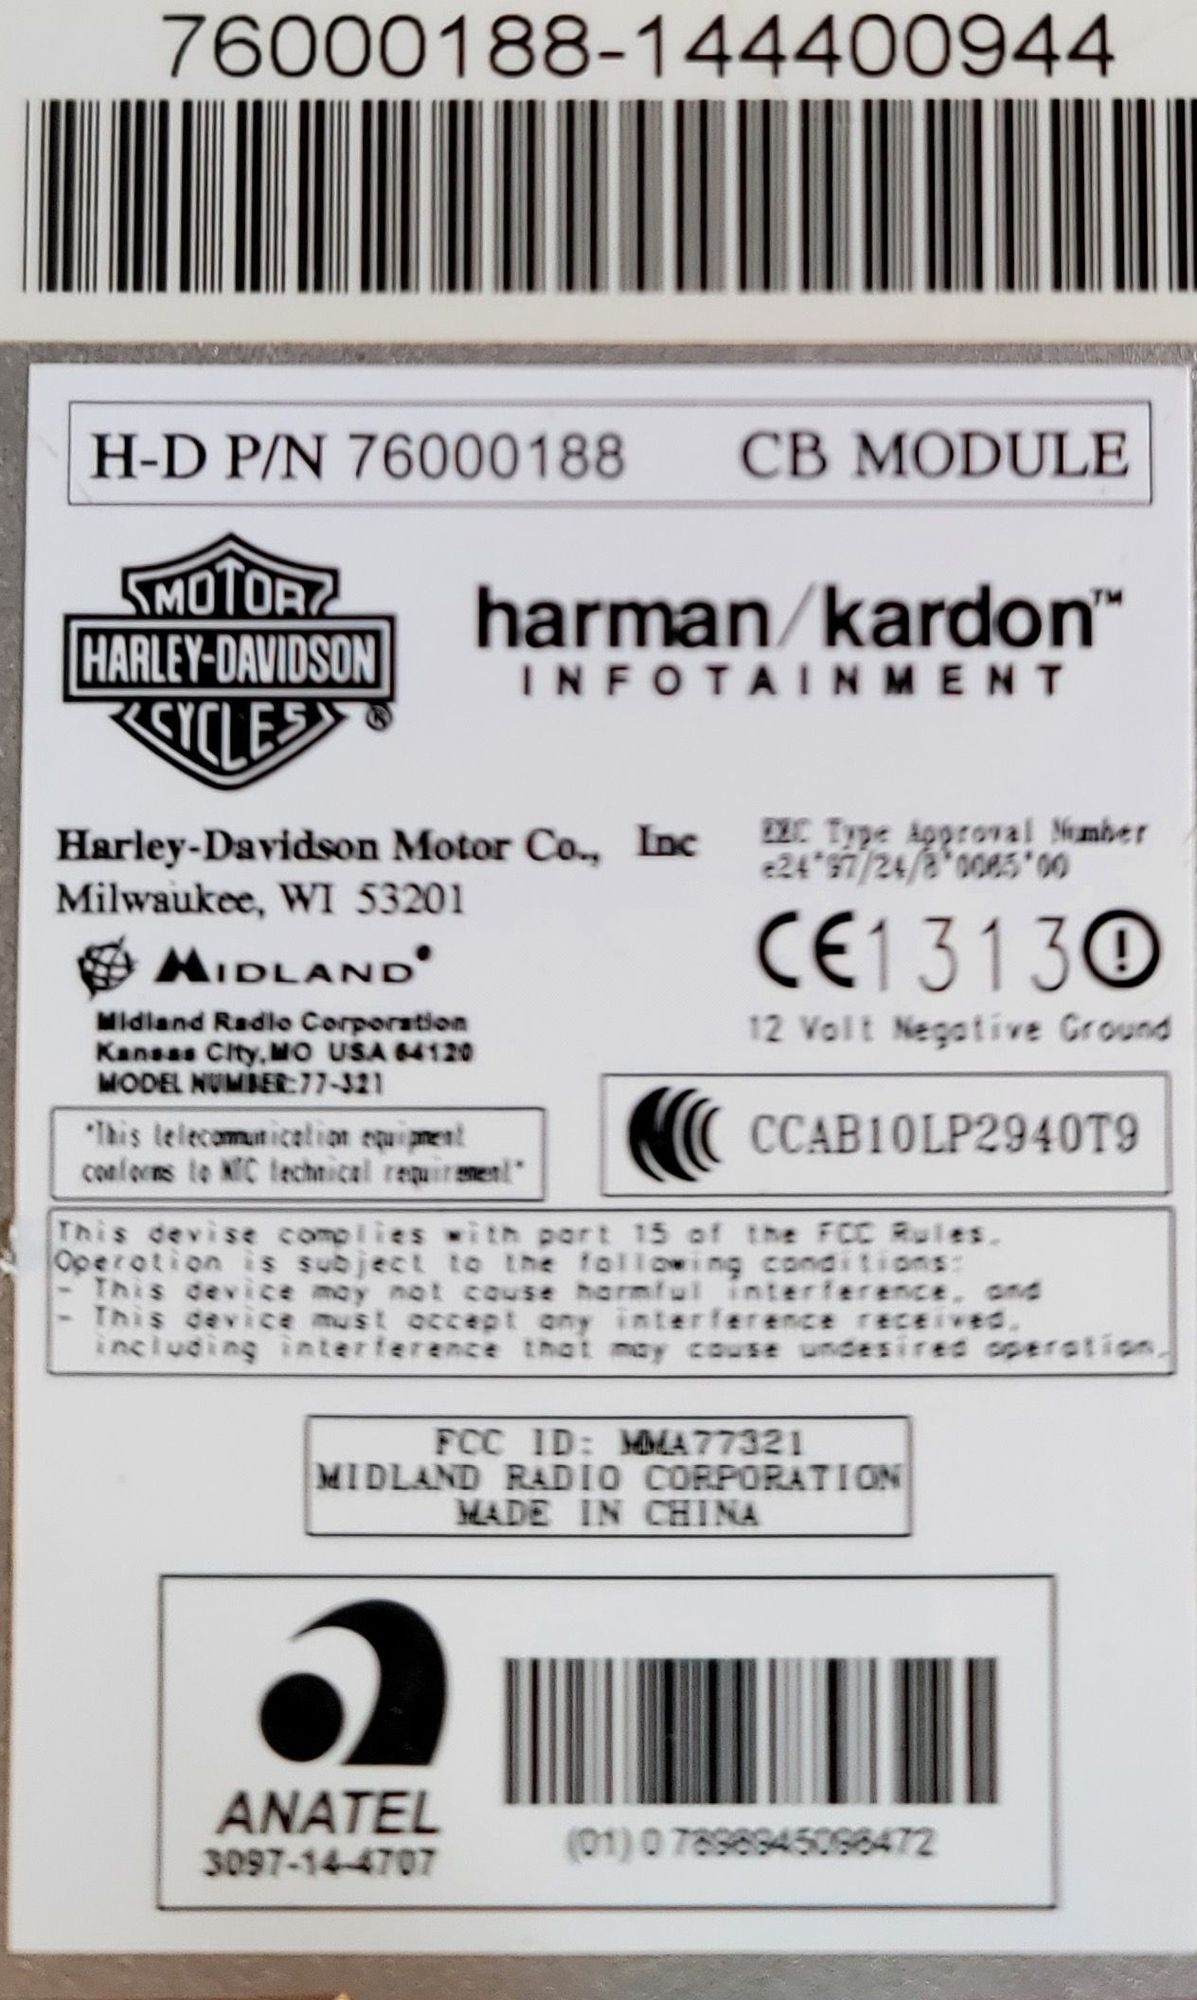 76000188-144400944
H-D P/N 76000188 CB MODULE
MOTOR
HARLEY-DAVIDSON
CYCLES ®
harman/kardon™
INFOTAINMENT
Harley-Davidson Motor Co., Inc
Milwaukee, WI 53201
EEC Type Approval Number
e24*97/24/8*0065*00
MIDLAND
CE1313
12 Volt Negative Ground
Midland Radio Corporation
Kansas City,MO USA 64120
MODEL NUMBER:77-321
"This telecommunication equipment
conforms to NTC technical requirement"
CCAB10LP2940T9
This devise complies with part 15 of the FCC Rules.
Operation is subject to the following conditions:
- This device may not cause harmful interference, and
- This device must accept any interference received,
including interference that may cause undesired operation.
FCC ID: MMA77321
MIDLAND RADIO CORPORATION
MADE IN CHINA
ANATEL
3097-14-4707
(01) 0 7898945098472